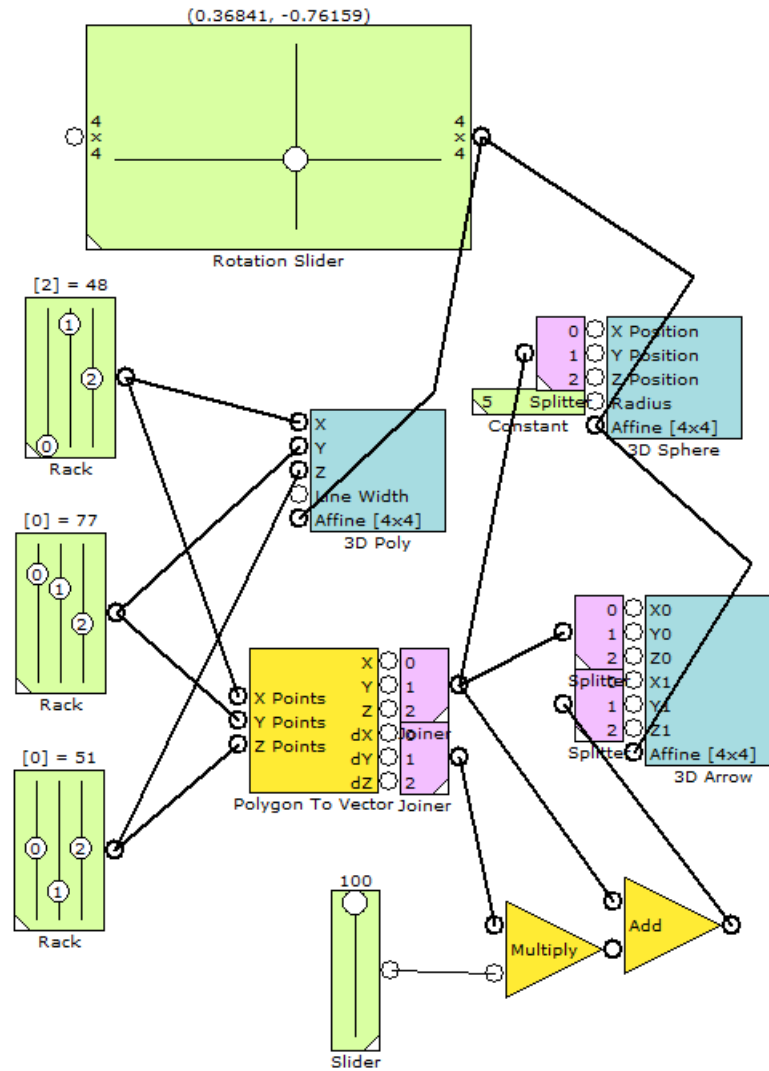 (0.36841, -0.76159)
4
x
4
4
x
4
Rotation Slider
[2] = 48
0
1
2
Rack
X
Y
Z
Line Width
Affine [4x4]
3D Poly
0
1
2
Splitter
5
Constant
X Position
Y Position
Z Position
Radius
Affine [4x4]
3D Sphere
[0] = 77
0
1
2
Rack
X Points
Y Points
Z Points
X
Y
Z
dX
dY
dZ
Polygon To Vector
0
1
2
Joiner
0
1
2
Joiner
0
1
2
Splitter
0
1
2
Splitter
X0
Y0
Z0
X1
Y1
Z1
Affine [4x4]
3D Arrow
[0] = 51
0
1
2
Rack
100
Slider
Multiply
Add